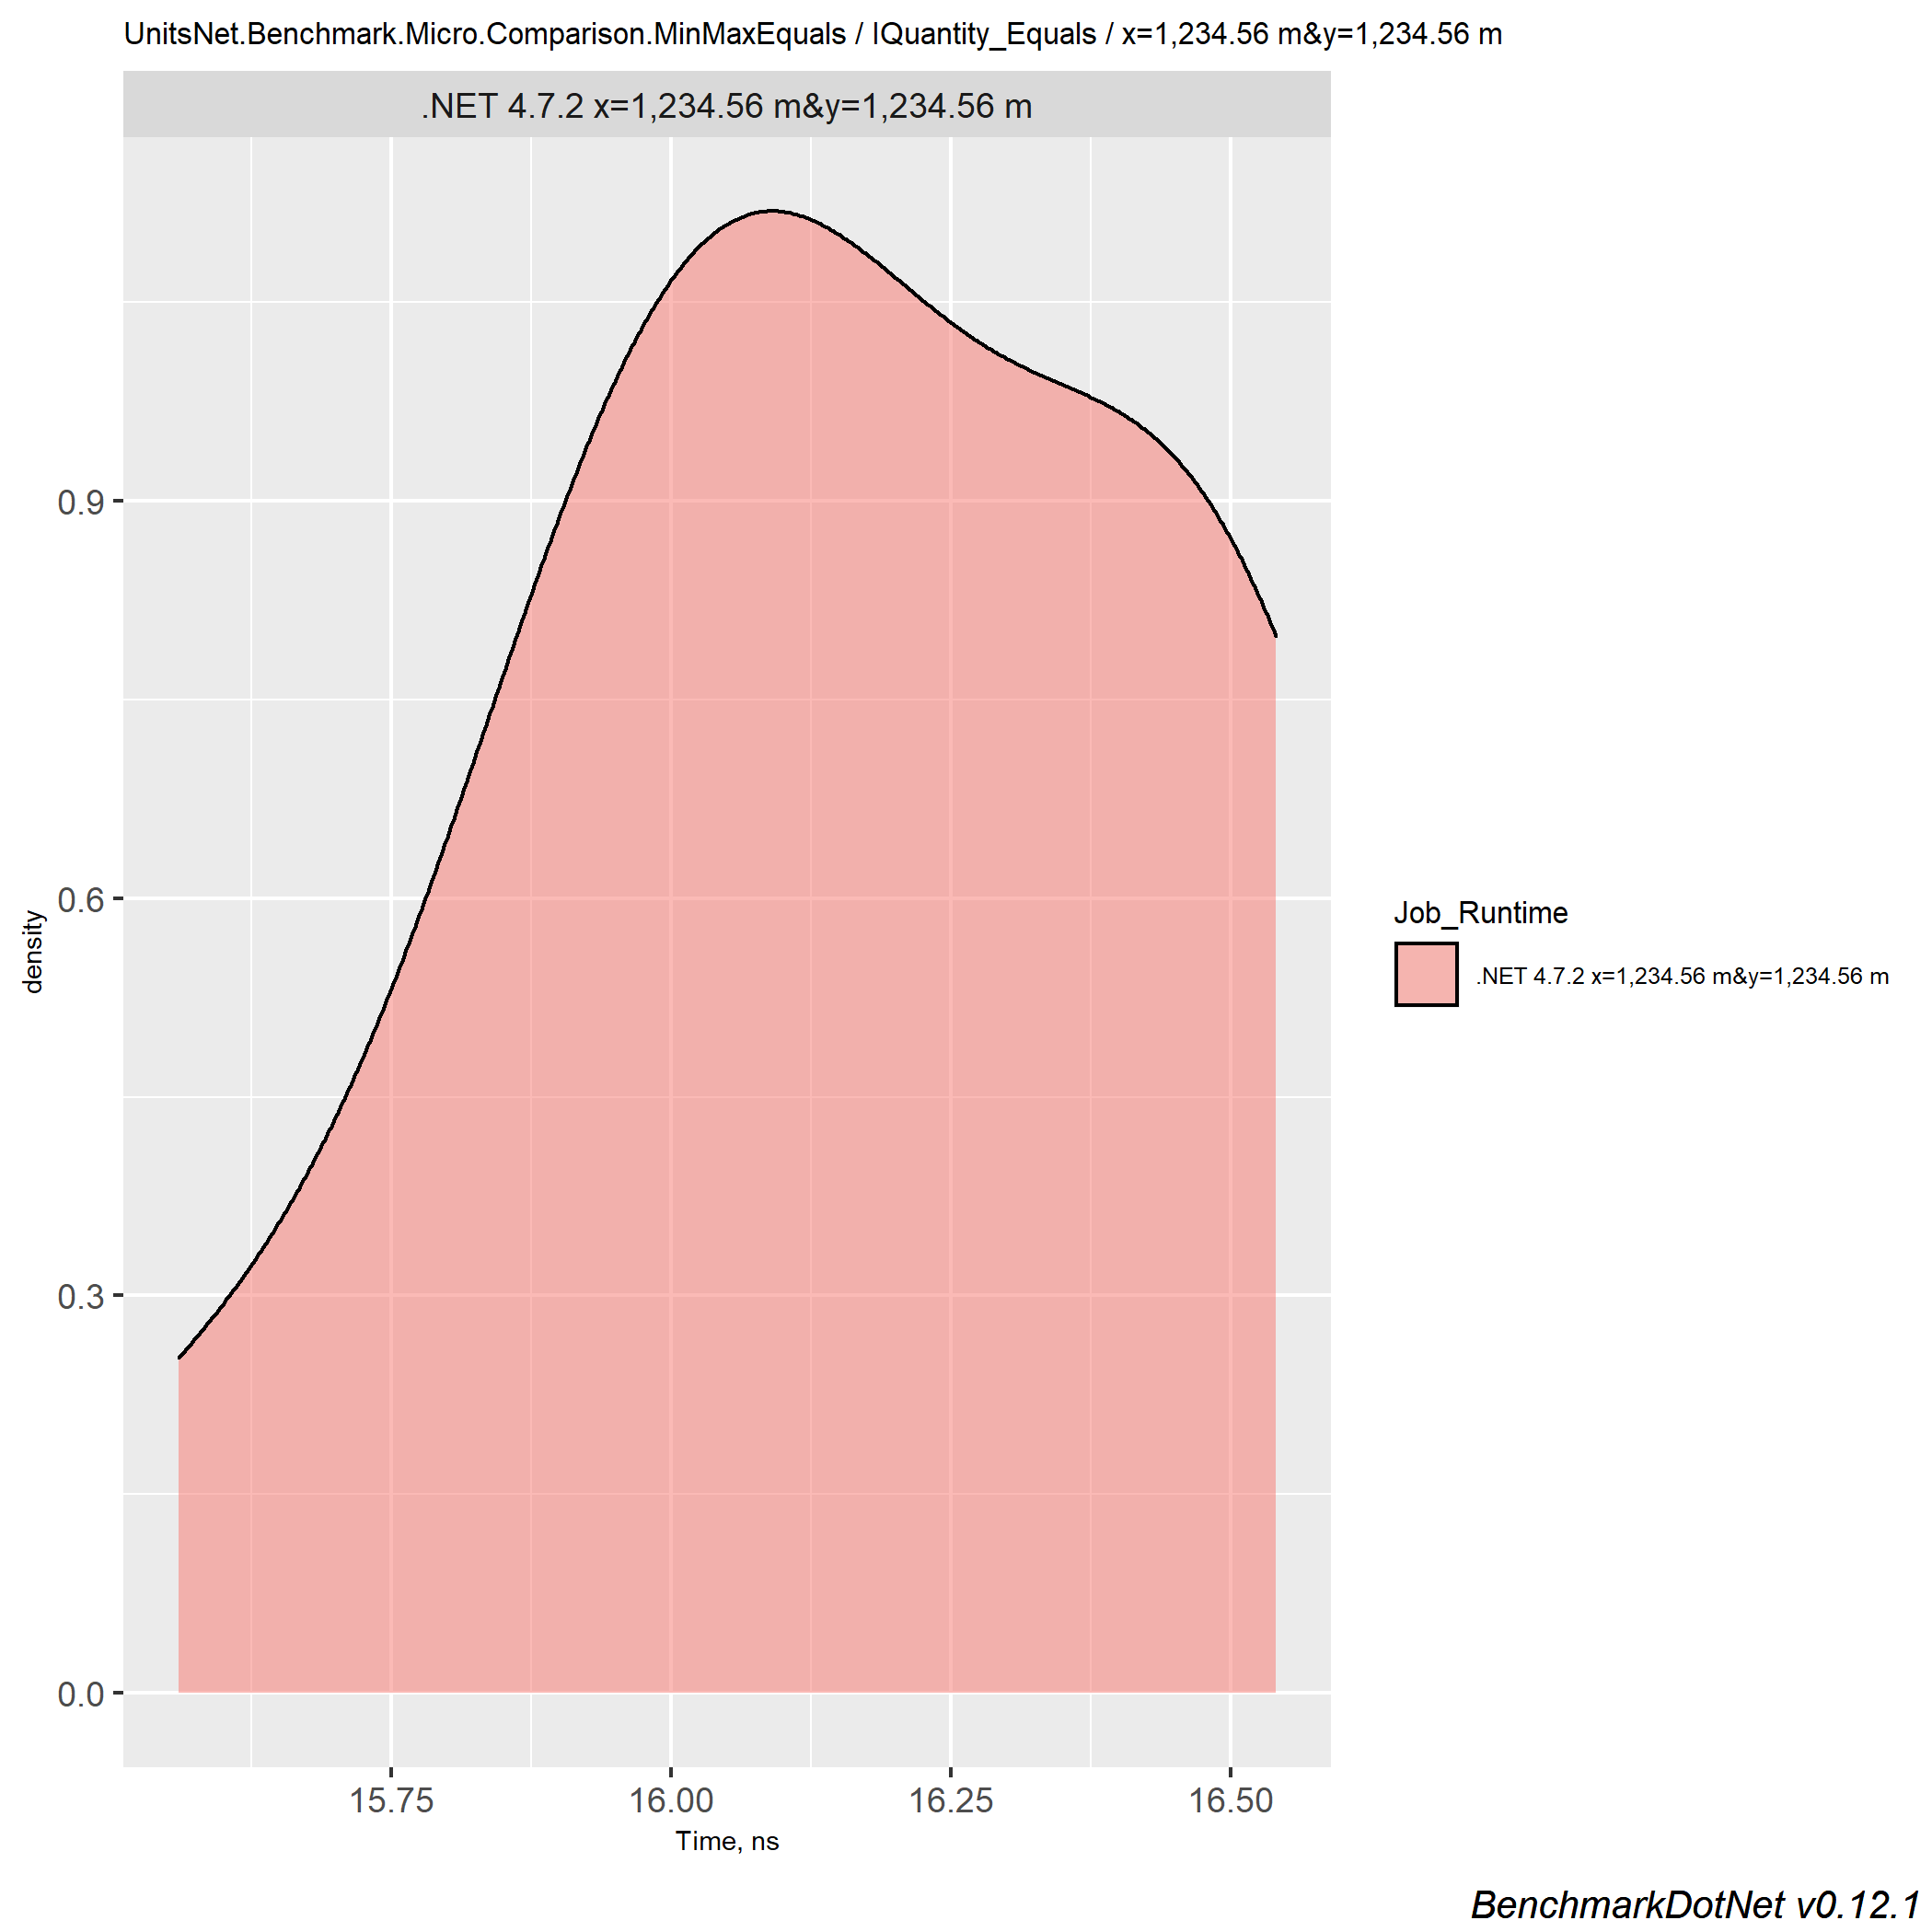 UnitsNet.Benchmark.Micro.Comparison.MinMaxEquals / IQuantity_Equals / x=1,234.56 m&y=1,234.56 m
.NET 4.7.2 x=1,234.56 m&y=1,234.56 m
0.9
0.6
0.3
0.0
density
15.75 16.00 16.25 16.50
Time, ns
Job_Runtime
.NET 4.7.2 x=1,234.56 m&y=1,234.56 m
BenchmarkDotNet v0.12.1